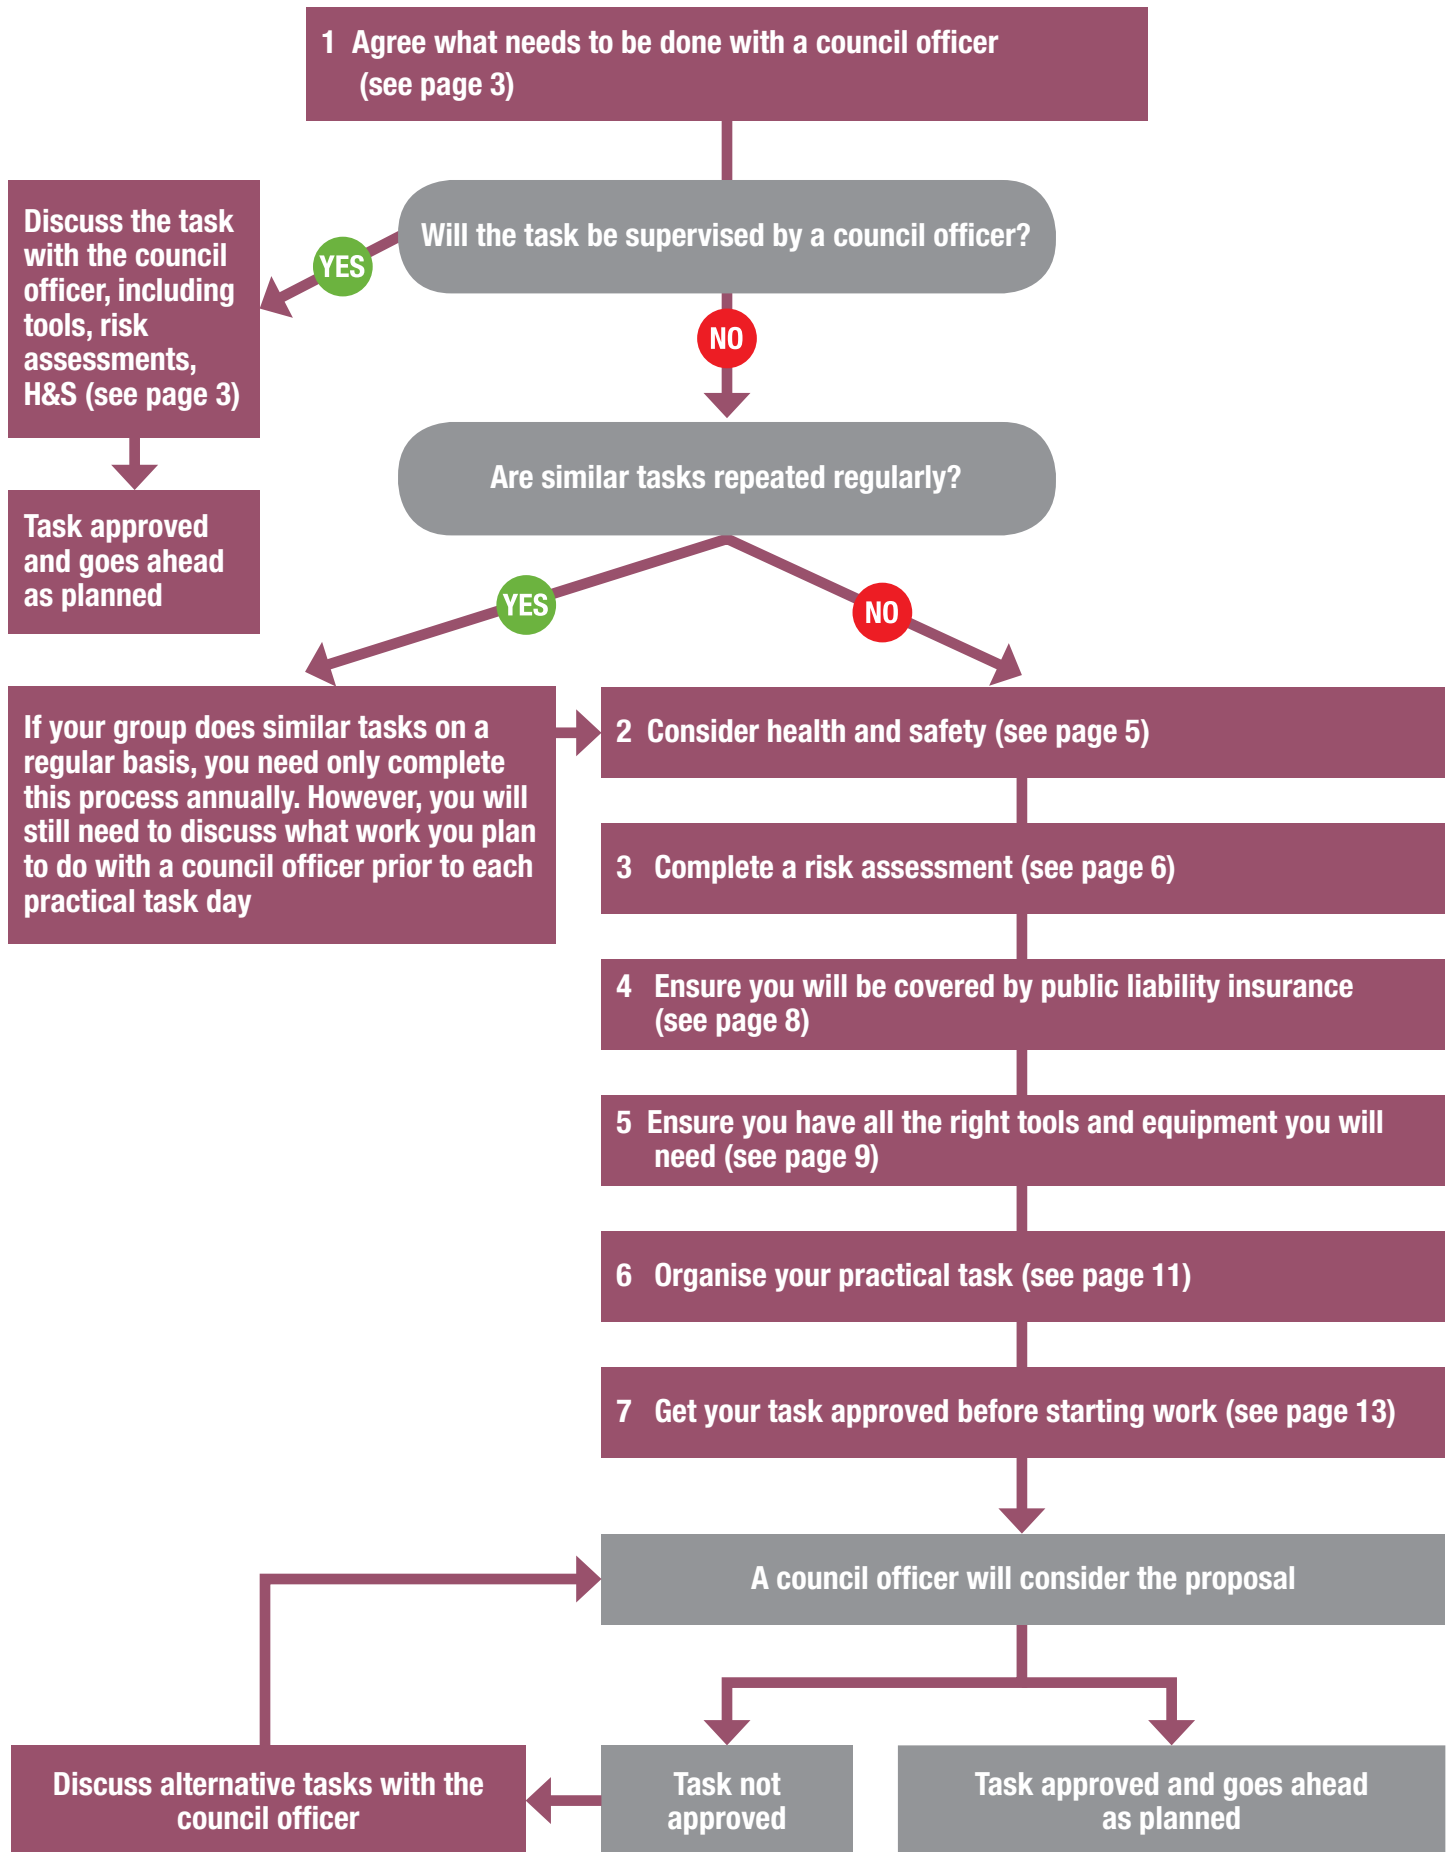 1 Agree what needs to be done with a council officer
(see page 3)
Will the task be supervised by a council officer?
YES
Discuss the task
with the council
officer, including
tools, risk
assessments,
H&S (see page 3)
Task approved
and goes ahead
as planned
NO
Are similar tasks repeated regularly?
YES
NO
If your group does similar tasks on a
regular basis, you need only complete
this process annually. However, you will
still need to discuss what work you plan
to do with a council officer prior to each
practical task day
2 Consider health and safety (see page 5)
3 Complete a risk assessment (see page 6)
4 Ensure you will be covered by public liability insurance
(see page 8)
5 Ensure you have all the right tools and equipment you will
need (see page 9)
6 Organise your practical task (see page 11)
7 Get your task approved before starting work (see page 13)
A council officer will consider the proposal
Discuss alternative tasks with the
council officer
Task not
approved
Task approved and goes ahead
as planned